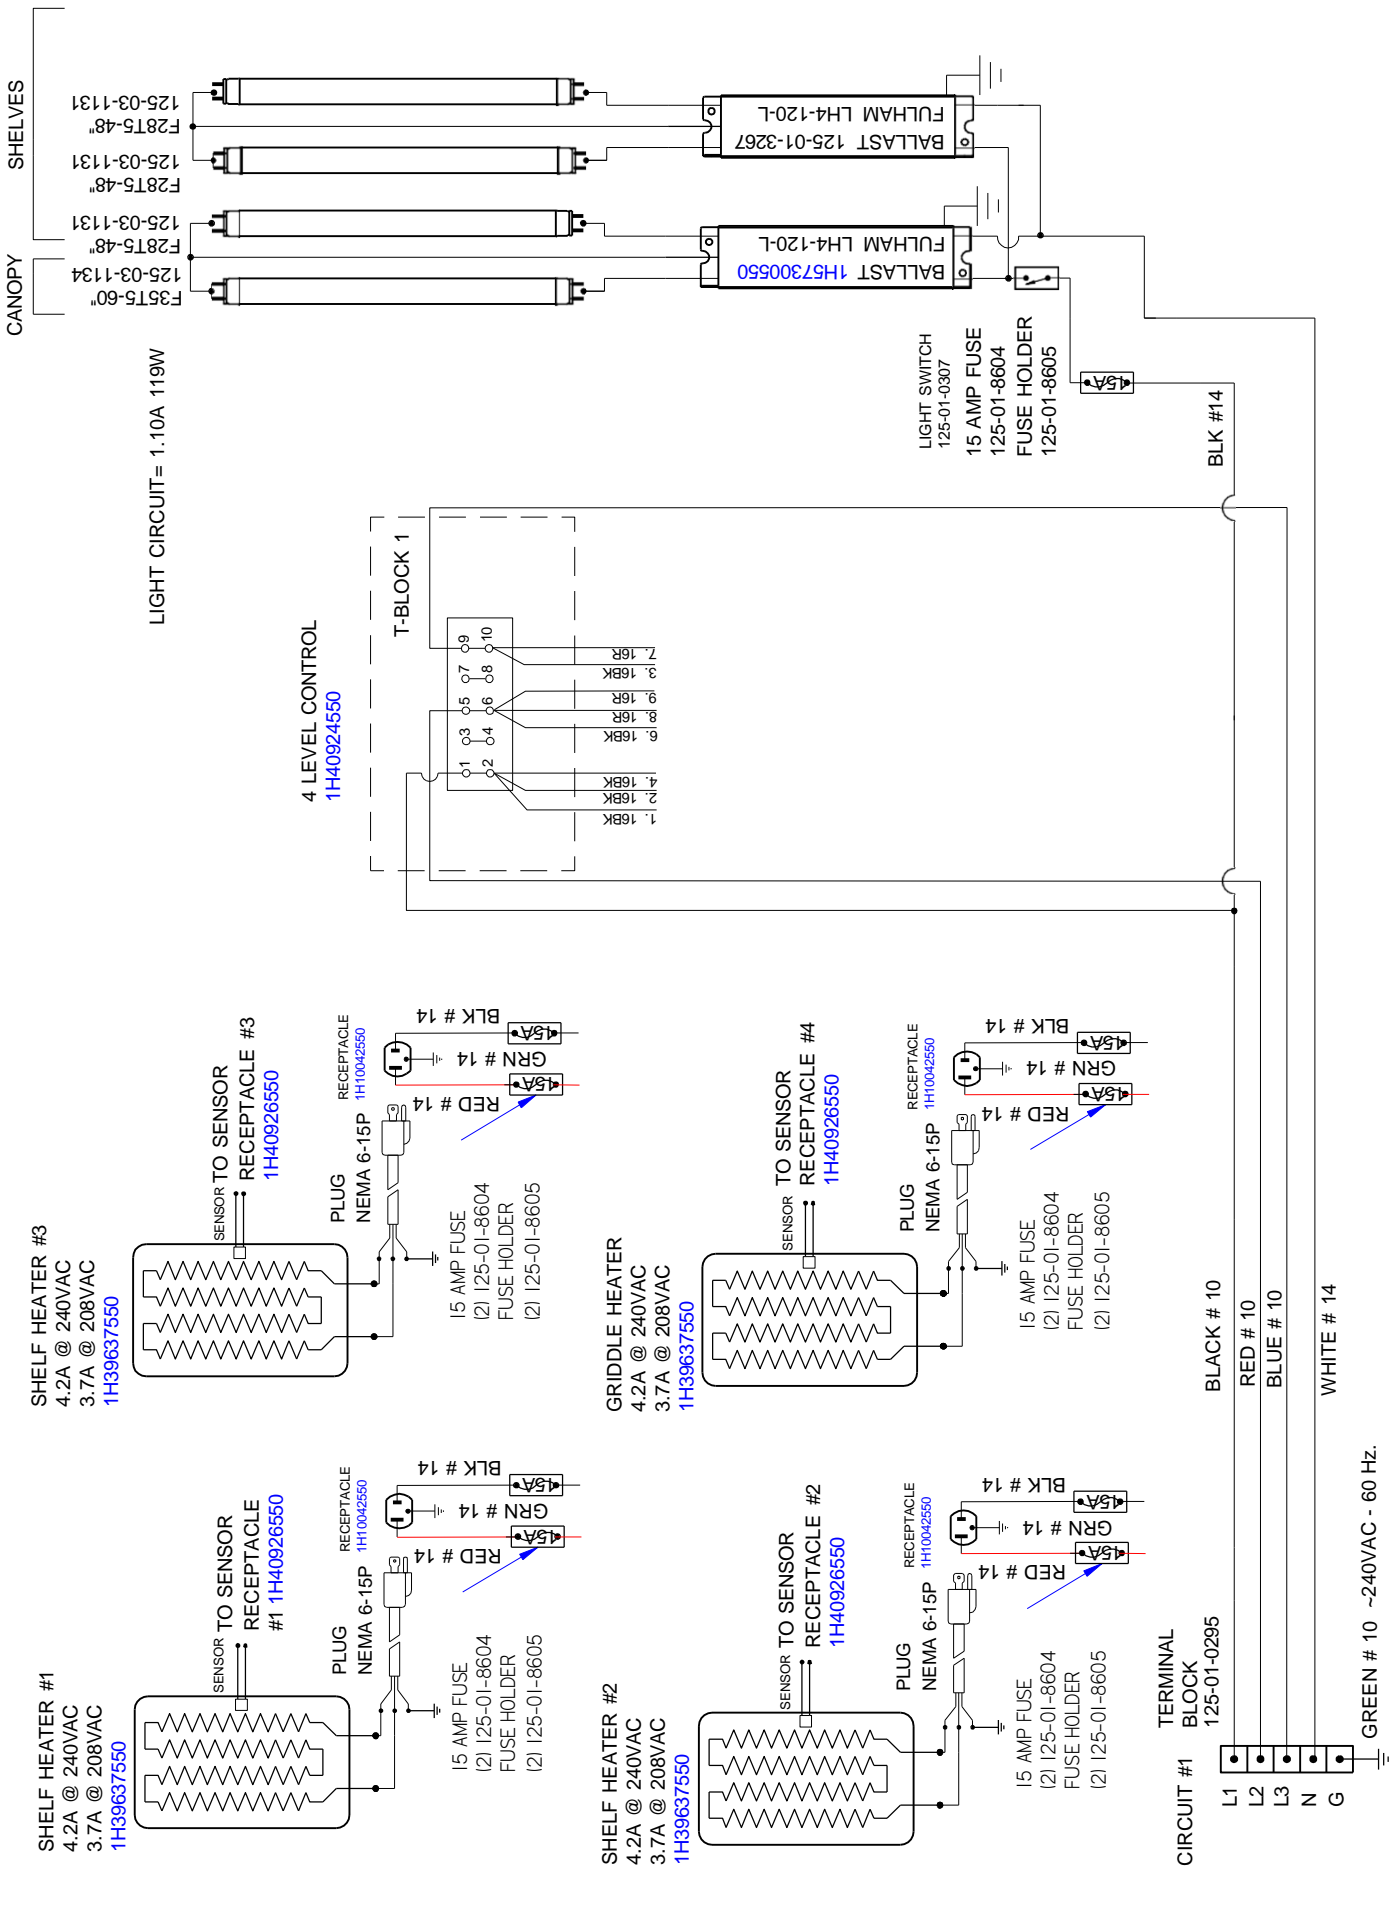 SHELVES
CANOPY
F28T5-48"
125-03-1131
F28T5-48"
125-03-1131
F28T5-48"
125-03-1131
F35T5-60"
125-03-1134
BALLAST 125-01-3267
FULHAM LH4-120-L
BALLAST 1H57300550
FULHAM LH4-120-L
LIGHT CIRCUIT= 1.10A 119W
LIGHT SWITCH
125-01-0307
15 AMP FUSE
125-01-8604
FUSE HOLDER
125-01-8605
15A
BLK #14
4 LEVEL CONTROL
1H40924550
T-BLOCK 1
1
2
3
4
5
6
7
8
9
10
7. 16R
3. 16BK
9. 16R
8. 16R
6. 16BK
4. 16BK
2. 16BK
1. 16BK
SHELF HEATER #3
4.2A @ 240VAC
3.7A @ 208VAC
1H39637550
SENSOR
TO SENSOR
RECEPTACLE #3
1H40926550
PLUG
NEMA 6-15P
RECEPTACLE
1H10042550
BLK # 14
GRN # 14
RED # 14
15A
15A
15 AMP FUSE
(2) 125-01-8604
FUSE HOLDER
(2) 125-01-8605
GRIDDLE HEATER
4.2A @ 240VAC
3.7A @ 208VAC
1H39637550
SENSOR
TO SENSOR
RECEPTACLE #4
1H40926550
PLUG
NEMA 6-15P
RECEPTACLE
1H10042550
BLK # 14
GRN # 14
RED # 14
15A
15A
15 AMP FUSE
(2) 125-01-8604
FUSE HOLDER
(2) 125-01-8605
SHELF HEATER #1
4.2A @ 240VAC
3.7A @ 208VAC
1H39637550
SENSOR
TO SENSOR
RECEPTACLE
#1 1H40926550
PLUG
NEMA 6-15P
RECEPTACLE
1H10042550
BLK # 14
GRN # 14
RED # 14
15A
15A
15 AMP FUSE
(2) 125-01-8604
FUSE HOLDER
(2) 125-01-8605
SHELF HEATER #2
4.2A @ 240VAC
3.7A @ 208VAC
1H39637550
SENSOR
TO SENSOR
RECEPTACLE #2
1H40926550
PLUG
NEMA 6-15P
RECEPTACLE
1H10042550
BLK # 14
GRN # 14
RED # 14
15A
15A
15 AMP FUSE
(2) 125-01-8604
FUSE HOLDER
(2) 125-01-8605
BLACK # 10
RED # 10
BLUE # 10
WHITE # 14
CIRCUIT #1
TERMINAL
BLOCK
125-01-0295
L1
L2
L3
N
G
GREEN # 10 ~240VAC - 60 Hz.